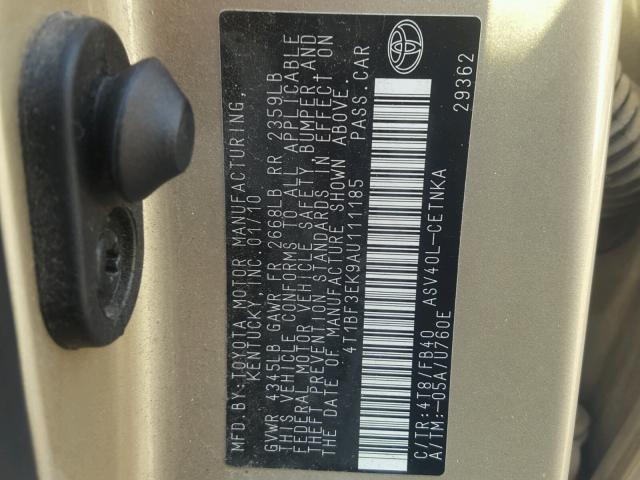 MFD.BY:TOYOTA MOTOR MANUFACTURING,
KENTUCKY, INC. 01/10
GVWR 4345LB GAWR FR 2668LB RR 2359LB
THIS VEHICLE CONFORMS TO ALL APPLICABLE
FEDERAL MOTOR VEHICLE SAFETY, BUMPER, AND
THEFT PREVENTION STANDARDS IN EFFECT ON
THE DATE OF MANUFACTURE SHOWN ABOVE.
4T1BF3EK9AU111185 PASS.CAR
C/TR:4T8/FB40 ASV40L-CETNKA
A/TM:-05A/U760E
29362